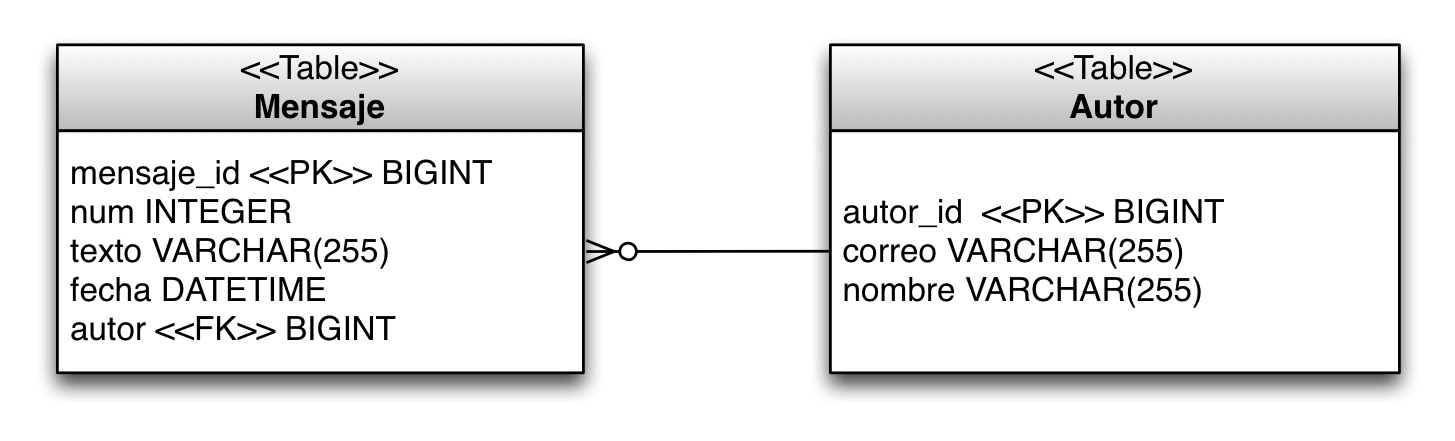 <<Table>>
Mensaje
mensaje_id <<PK>> BIGINT
num INTEGER
texto VARCHAR(255)
fecha DATETIME
autor <<FK>> BIGINT
<<Table>>
Autor
autor_id <<PK>> BIGINT
correo VARCHAR(255)
nombre VARCHAR(255)